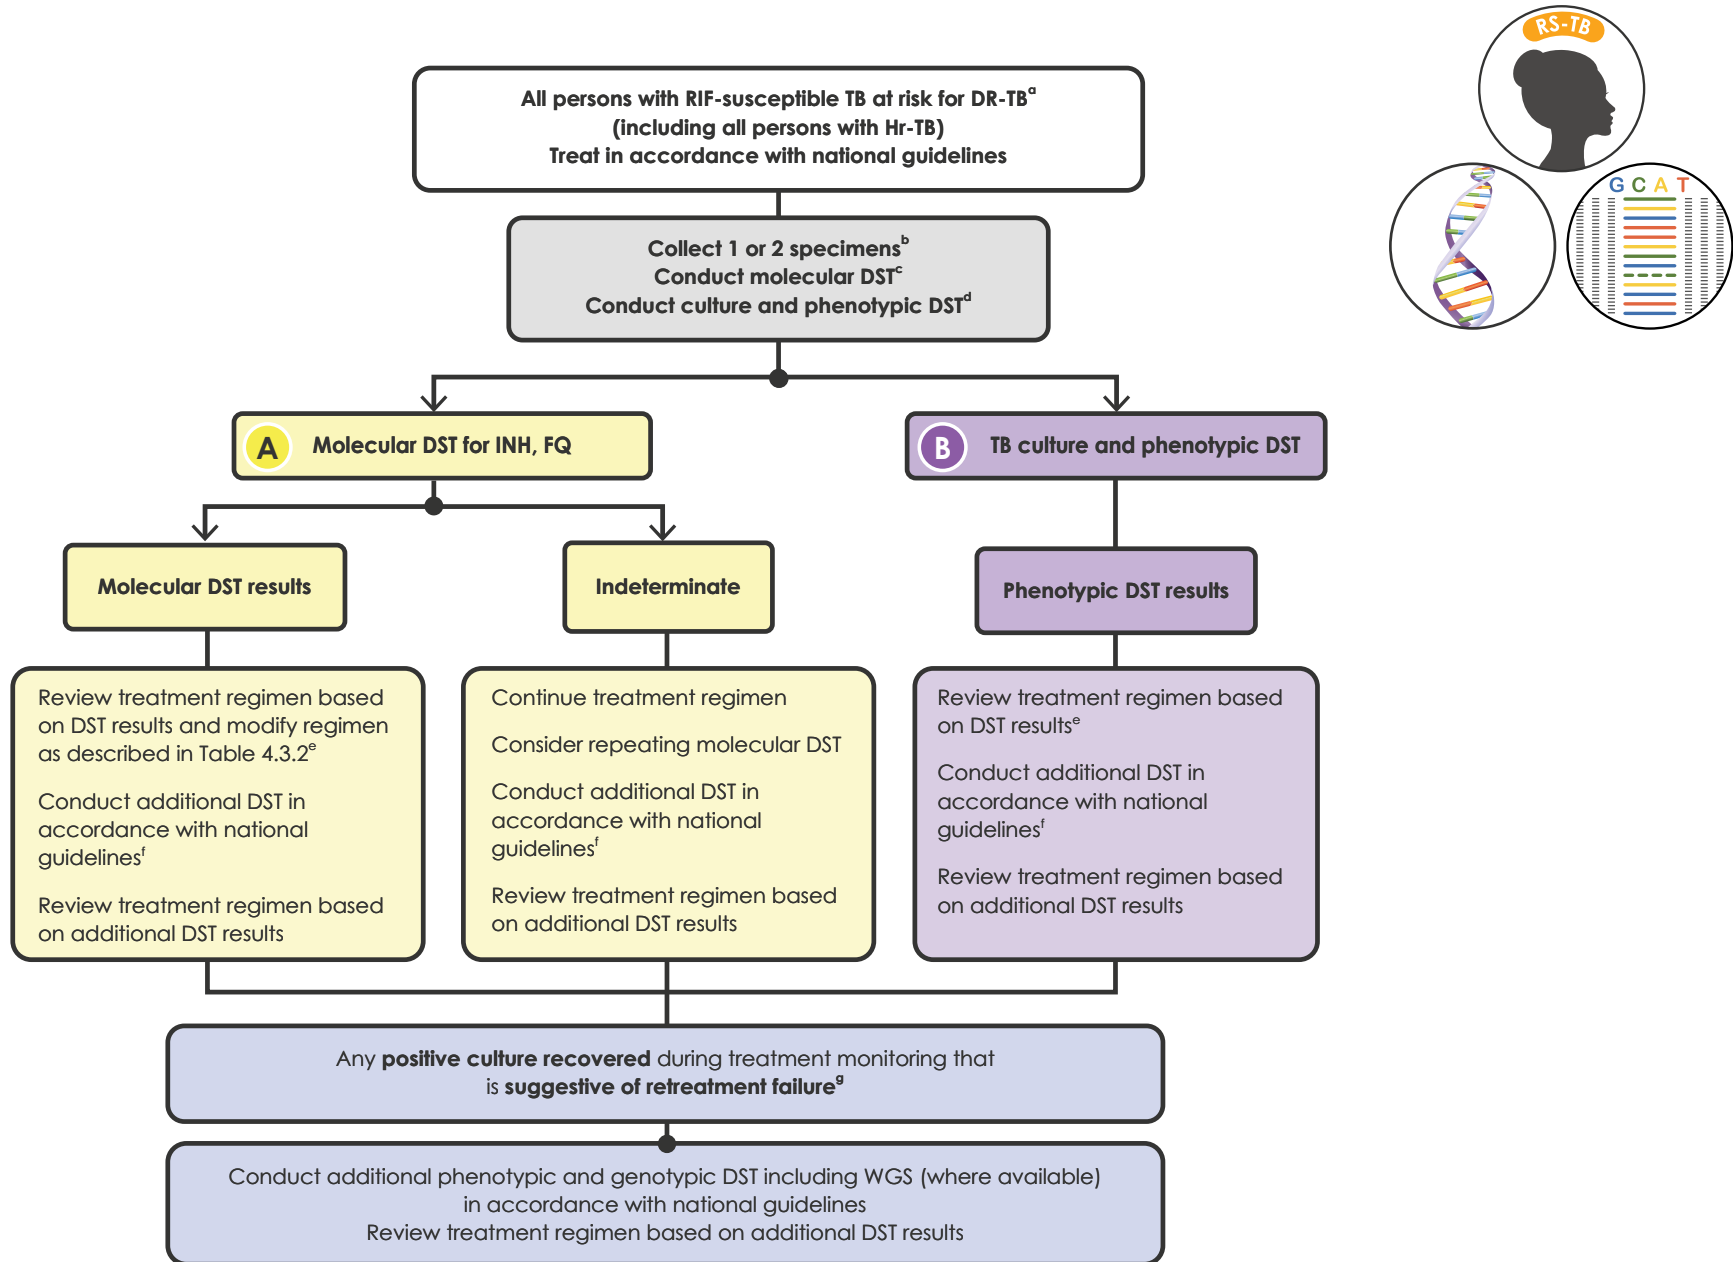 RS-TB
G C A T
All persons with RIF-susceptible TB at risk for DR-TBᵃ
(including all persons with Hr-TB)
Treat in accordance with national guidelines
Collect 1 or 2 specimensᵇ
Conduct molecular DSTᶜ
Conduct culture and phenotypic DSTᵈ
A
Molecular DST for INH, FQ
B
TB culture and phenotypic DST
Molecular DST results
Indeterminate
Phenotypic DST results
Review treatment regimen based
on DST results and modify regimen
as described in Table 4.3.2ᵉ
Conduct additional DST in
accordance with national
guidelinesᶠ
Review treatment regimen based
on additional DST results
Continue treatment regimen
Consider repeating molecular DST
Conduct additional DST in
accordance with national
guidelinesᶠ
Review treatment regimen based
on additional DST results
Review treatment regimen based
on DST resultsᵉ
Conduct additional DST in
accordance with national
guidelinesᶠ
Review treatment regimen based
on additional DST results
Any positive culture recovered during treatment monitoring that
is suggestive of retreatment failureᵍ
Conduct additional phenotypic and genotypic DST including WGS (where available)
in accordance with national guidelines
Review treatment regimen based on additional DST results